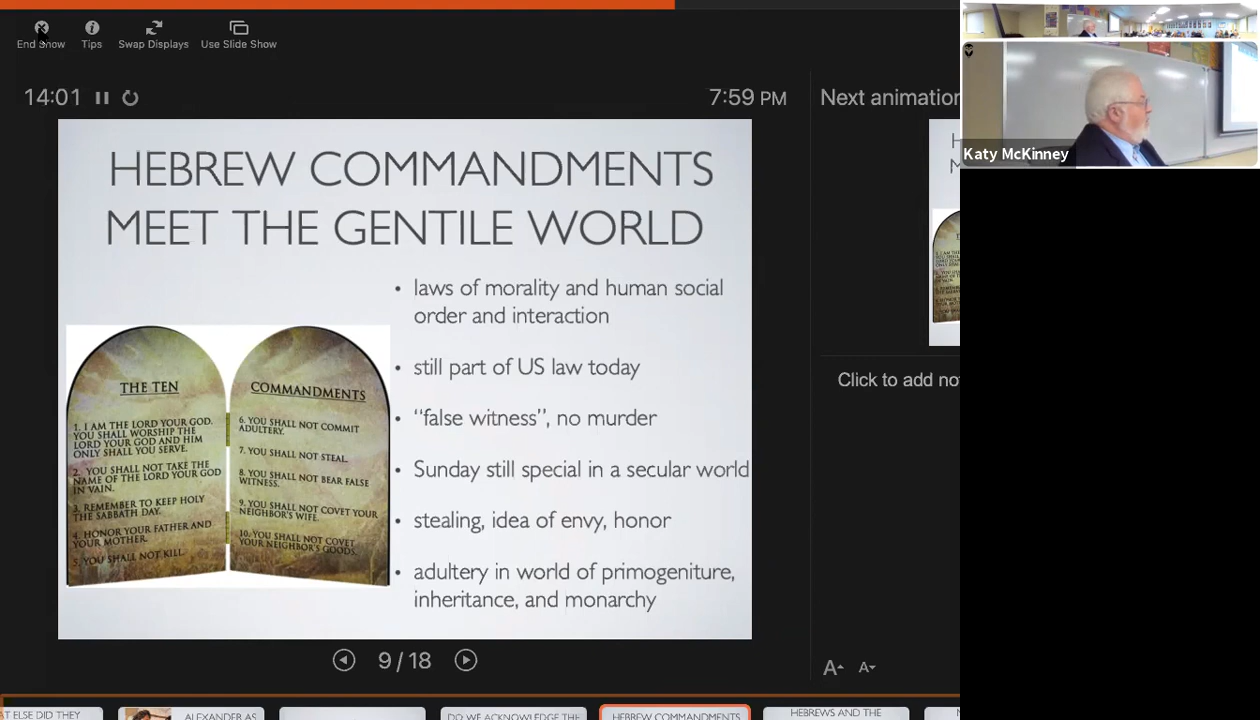 End Show
Tips
Swap Displays
Use Slide Show
14:01
7:59 PM
Next animation
HEBREW COMMANDMENTS
MEET THE GENTILE WORLD
• laws of morality and human social
order and interaction
• still part of US law today
• “false witness”, no murder
• Sunday still special in a secular world
• stealing, idea of envy, honor
• adultery in world of primogeniture,
inheritance, and monarchy
THE TEN
1. I AM THE LORD YOUR GOD.
YOU SHALL WORSHIP THE
LORD YOUR GOD AND HIM
ONLY SHALL YOU SERVE.
2. YOU SHALL NOT TAKE THE
NAME OF THE LORD YOUR GOD
IN VAIN.
3. REMEMBER TO KEEP HOLY
THE SABBATH DAY.
4. HONOR YOUR FATHER AND
YOUR MOTHER.
5. YOU SHALL NOT KILL.
COMMANDMENTS
6. YOU SHALL NOT COMMIT
ADULTERY.
7. YOU SHALL NOT STEAL.
8. YOU SHALL NOT BEAR FALSE
WITNESS.
9. YOU SHALL NOT COVET YOUR
NEIGHBOR'S WIFE.
10. YOU SHALL NOT COVET
YOUR NEIGHBOR'S GOODS.
Katy McKinney
Click to add no
9 / 18
A
A
AT ELSE DID THEY
ALEXANDER AS
DO WE ACKNOWLEDGE THE
HEBREW COMMANDMENTS
HEBREWS AND THE